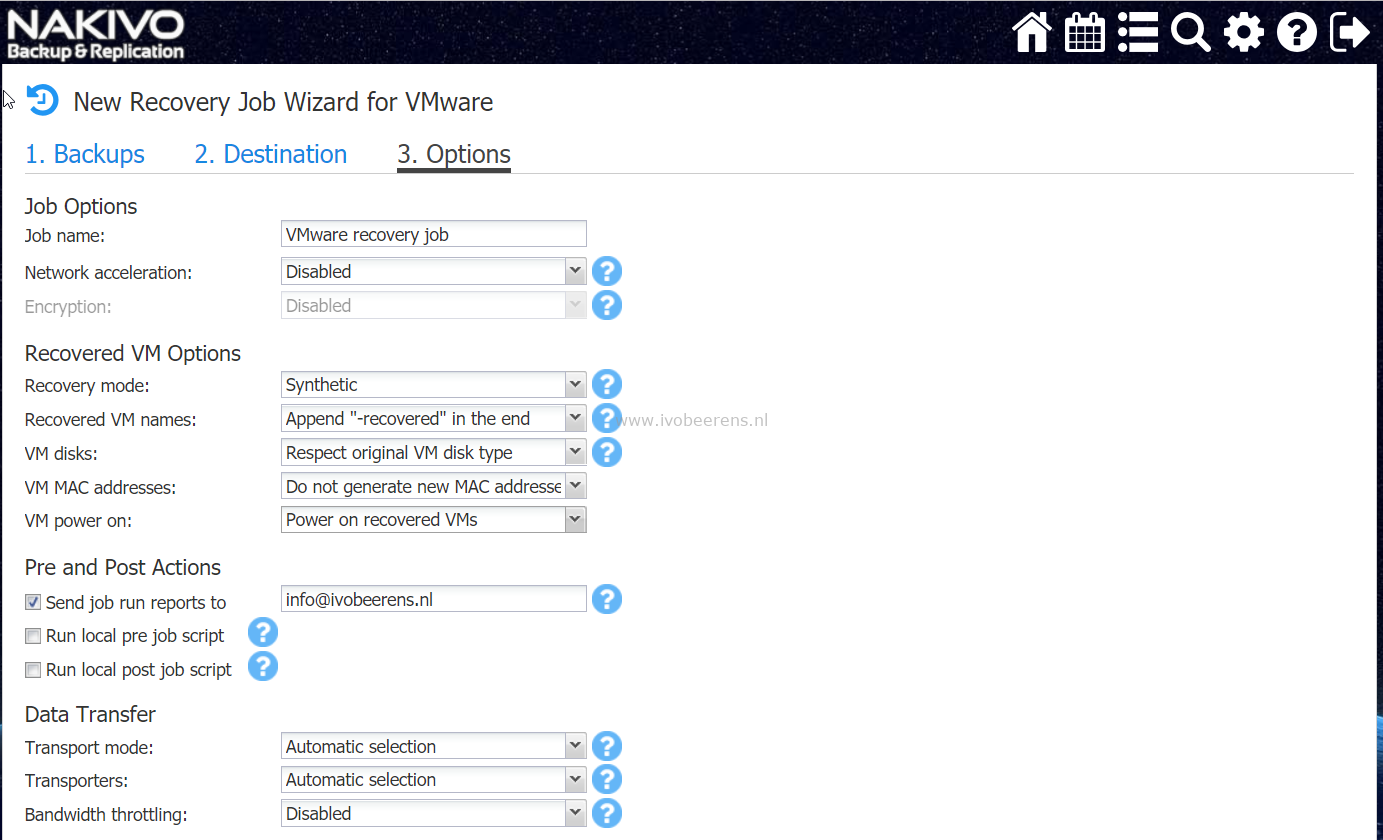 NAKIVO
Backup & Replication
New Recovery Job Wizard for VMware
1. Backups 2. Destination 3. Options
Job Options
Job name: VMware recovery job
Network acceleration: Disabled
Encryption: Disabled
Recovered VM Options
Recovery mode: Synthetic
Recovered VM names: Append "-recovered" in the end
www.ivobeerens.nl
VM disks: Respect original VM disk type
VM MAC addresses: Do not generate new MAC addresse
VM power on: Power on recovered VMs
Pre and Post Actions
Send job run reports to info@ivobeerens.nl
Run local pre job script
Run local post job script
Data Transfer
Transport mode: Automatic selection
Transporters: Automatic selection
Bandwidth throttling: Disabled